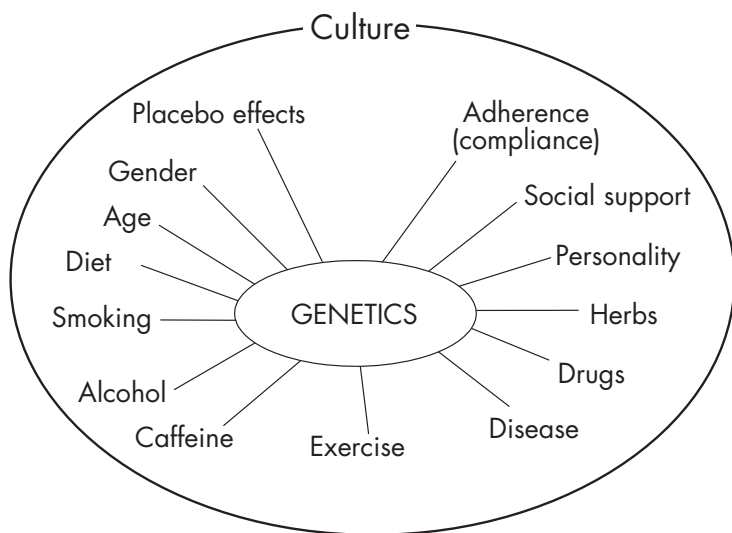 Culture
Placebo effects
Adherence
(compliance)
Gender
Social support
Age
Personality
Diet
GENETICS
Herbs
Smoking
Drugs
Alcohol
Disease
Caffeine
Exercise